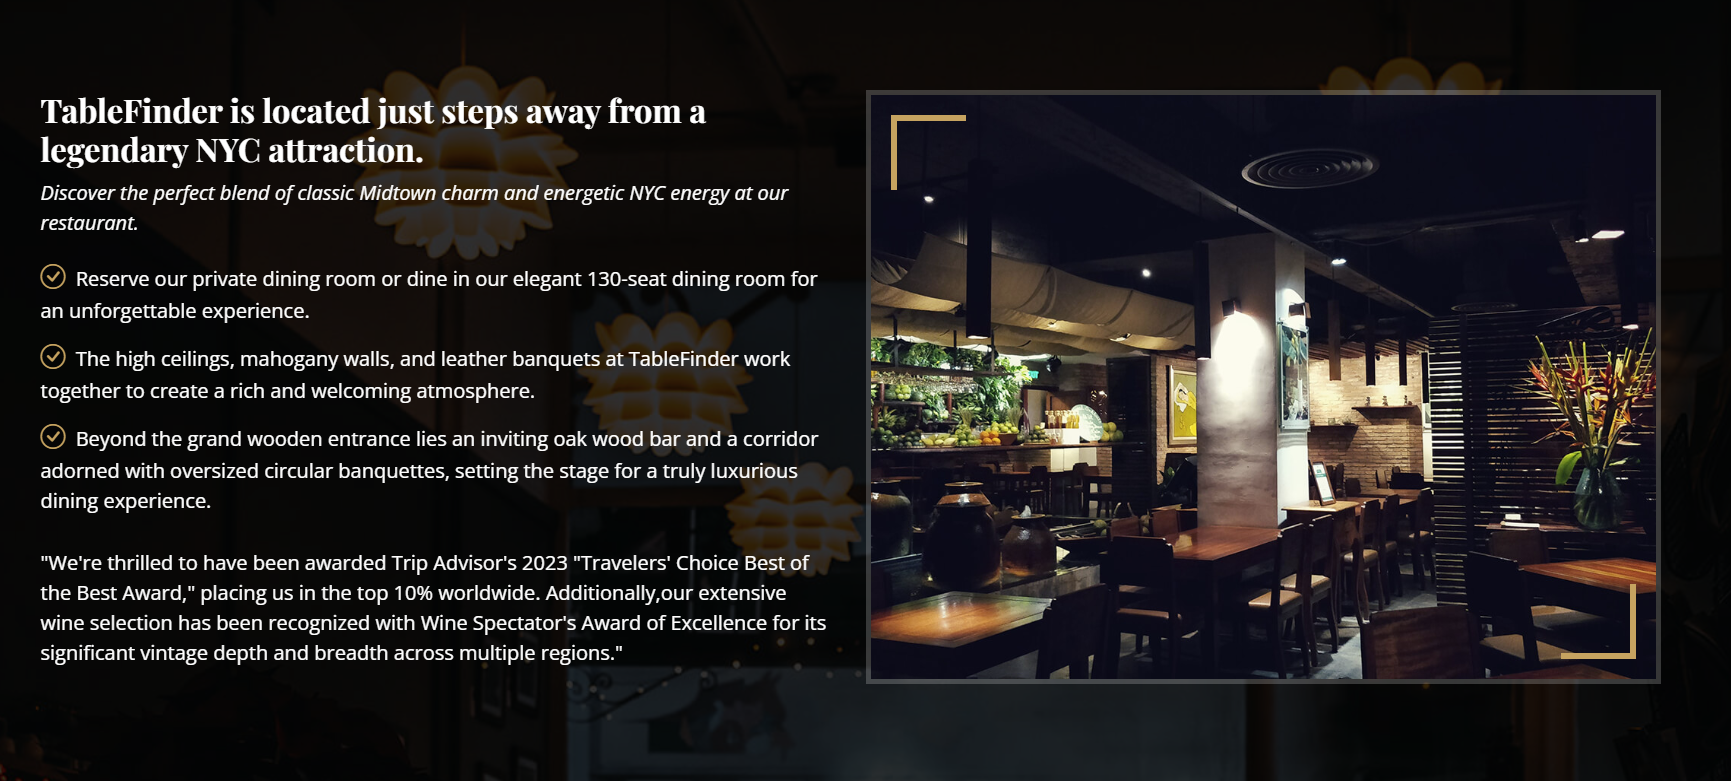 TableFinder is located just steps away from a
legendary NYC attraction.
Discover the perfect blend of classic Midtown charm and energetic NYC energy at our
restaurant.
Reserve our private dining room or dine in our elegant 130-seat dining room for
an unforgettable experience.
The high ceilings, mahogany walls, and leather banquets at TableFinder work
together to create a rich and welcoming atmosphere.
Beyond the grand wooden entrance lies an inviting oak wood bar and a corridor
adorned with oversized circular banquettes, setting the stage for a truly luxurious
dining experience.
"We're thrilled to have been awarded Trip Advisor's 2023 "Travelers' Choice Best of
the Best Award," placing us in the top 10% worldwide. Additionally,our extensive
wine selection has been recognized with Wine Spectator's Award of Excellence for its
significant vintage depth and breadth across multiple regions."